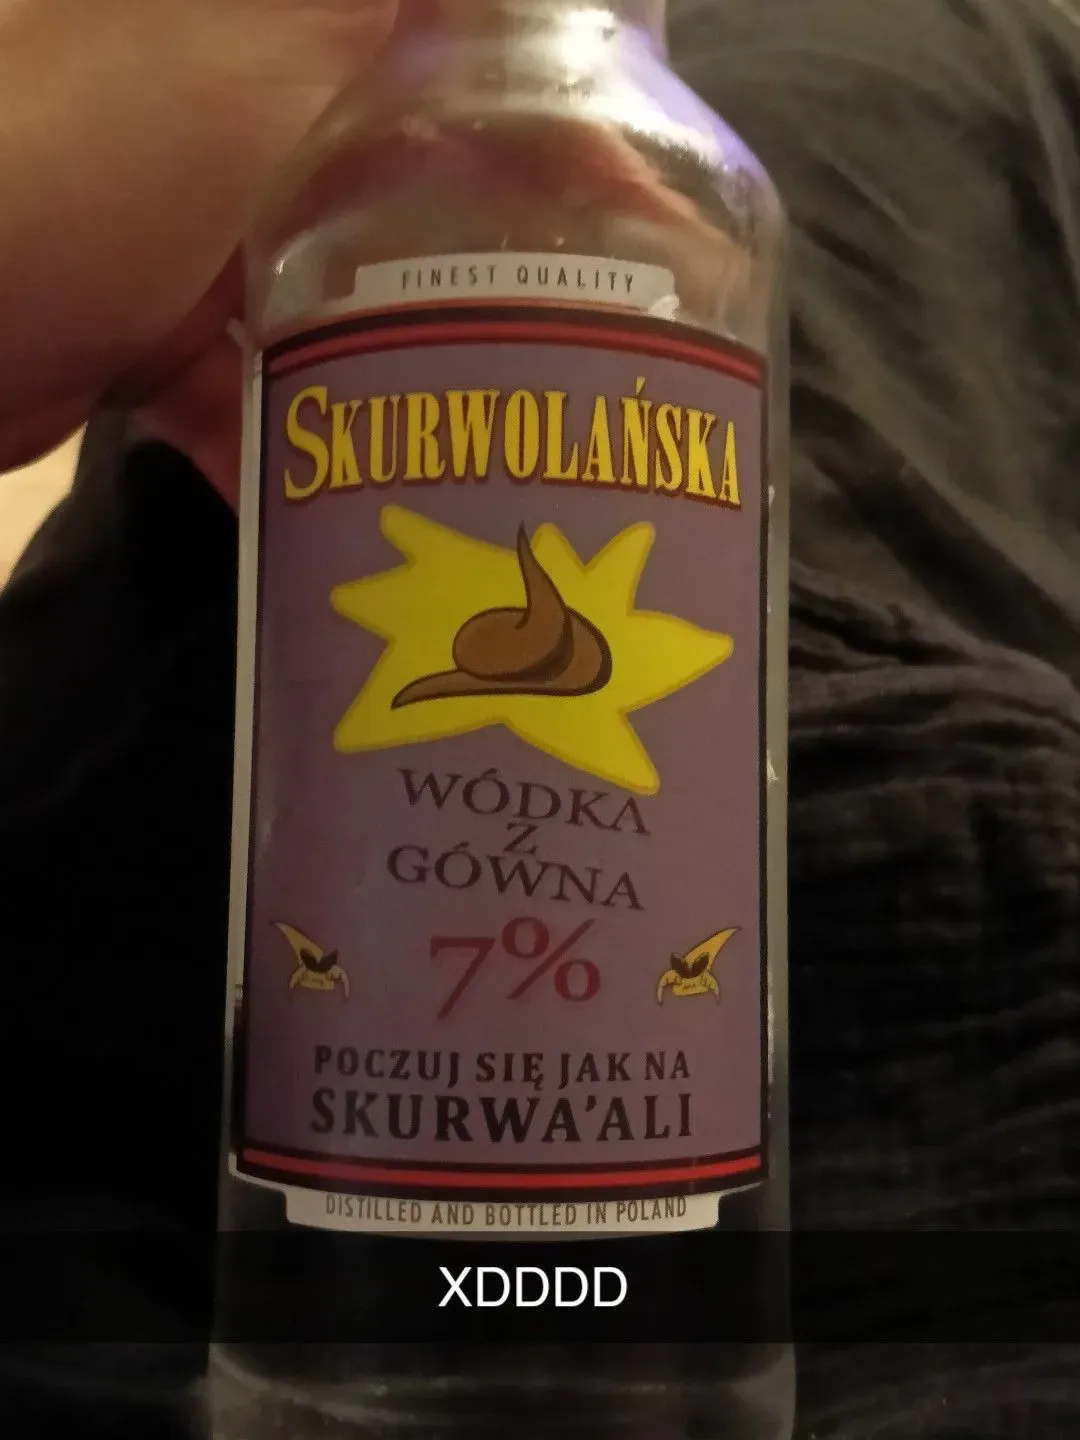 FINEST QUALITY
SKURWOLAŃSKA
WÓDKA
Z
GÓWNA
7%
POCZUJ SIĘ JAK NA
SKURWA'ALI
DISTILLED AND BOTTLED IN POLAND
XDDDD